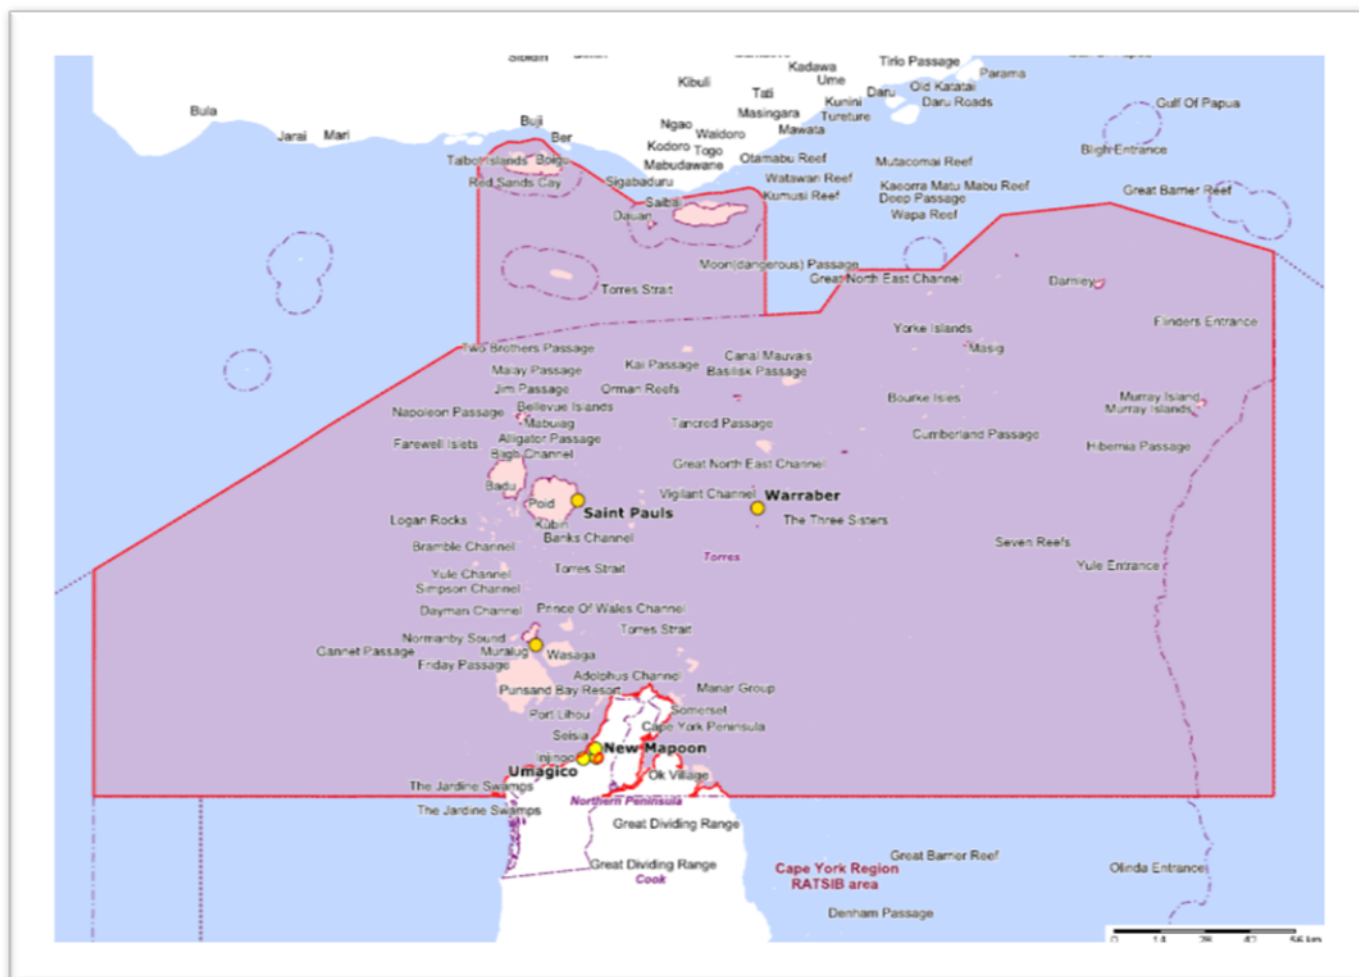 Kadawa
Tirio Passage
Parama
Kibuli
Ume
Old Katatai
Tati
Daru
Bula
Kunini
Daru Roads
Gulf Of Papua
Masingara
Tureture
Buji
Ngao
Mawata
Jarai
Mari
Ber
Waidoro
Kodoro
Togo
Bligh Entrance
Talbot Islands
Boigu
Mabudawane
Otamabu Reef
Mutacomai Reef
Red Sands Cay
Sigabaduru
Watawan Reef
Kaeorra Matu Mabu Reef
Great Barrier Reef
Kumusi Reef
Deep Passage
Saibai
Dauan
Wapa Reef
Moon(dangerous) Passage
Great North East Channel
Darnley
Torres Strait
Flinders Entrance
Yorke Islands
Two Brothers Passage
Masig
Kai Passage
Canal Mauvais
Malay Passage
Basilisk Passage
Jim Passage
Orman Reefs
Bourke Isles
Murray Island
Napoleon Passage
Bellevue Islands
Murray Islands
Mabuiag
Tancred Passage
Farewell Islets
Alligator Passage
Cumberland Passage
Hibernia Passage
Bligh Channel
Great North East Channel
Badu
Vigilant Channel
Warraber
Poid
Saint Pauls
Logan Rocks
Kubin
The Three Sisters
Banks Channel
Bramble Channel
Seven Reefs
Torres
Yule Channel
Torres Strait
Yule Entrance
Simpson Channel
Dayman Channel
Prince Of Wales Channel
Torres Strait
Normanby Sound
Gannet Passage
Muralug
Wasaga
Friday Passage
Adolphus Channel
Punsand Bay Resort
Manar Group
Port Lihou
Somerset
Cape York Peninsula
Seisia
New Mapoon
Injinoo
Umagico
Ok Village
The Jardine Swamps
Northern Peninsula
The Jardine Swamps
Great Dividing Range
Great Dividing Range
Great Barrier Reef
Cook
Cape York Region
RATSIB area
Olinda Entrance
Denham Passage
0 14 28 42 56 km